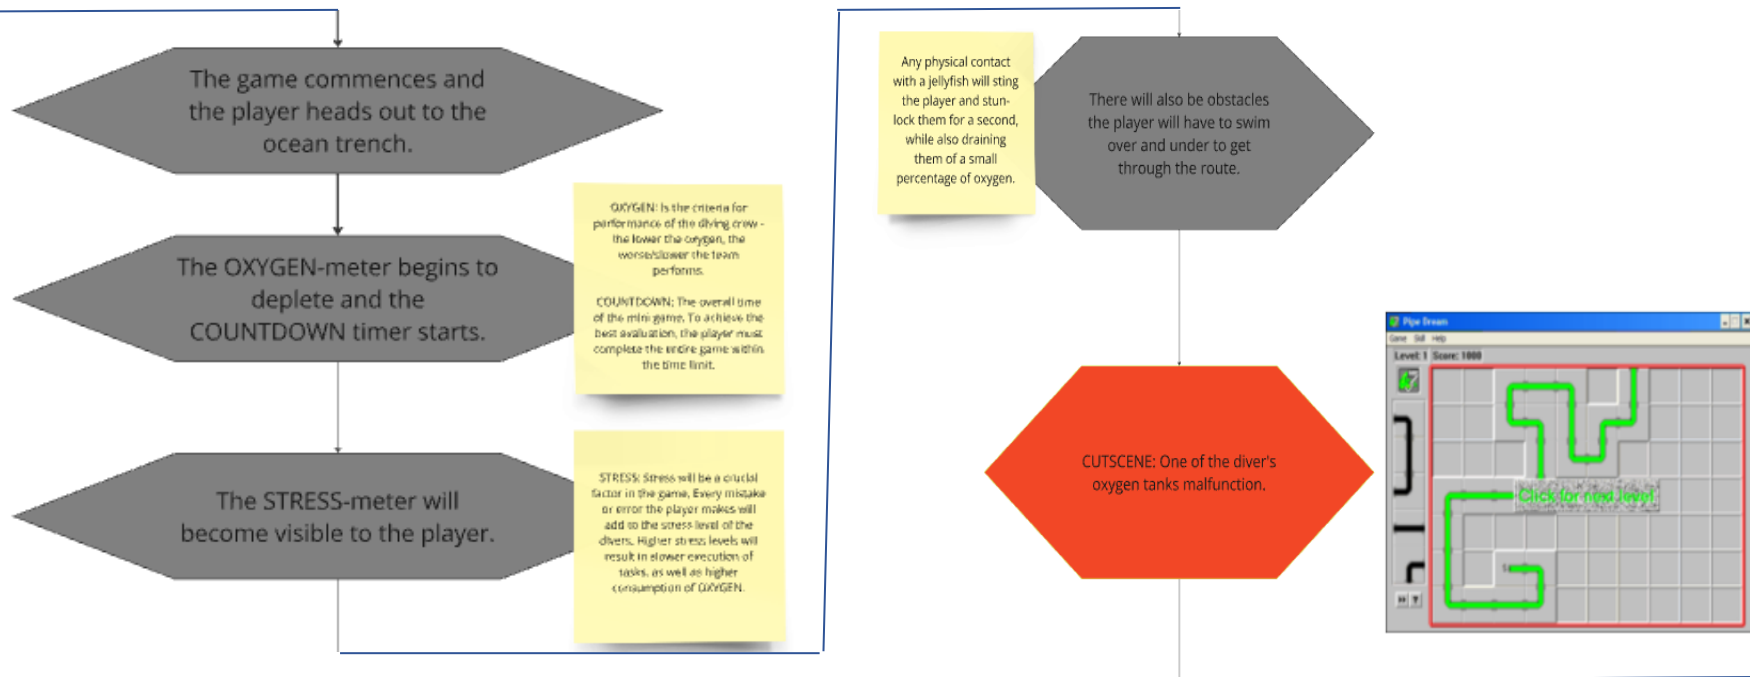 The game commences and
the player heads out to the
ocean trench.
The OXYGEN-meter begins to
deplete and the
COUNTDOWN timer starts.
OXYGEN: Is the criteria for
performance of the diving crew -
the lower the oxygen, the
worse/slower the team
performs.
COUNTDOWN: The overall time
of the mini game. To achieve the
best evaluation, the player must
complete the entire game within
the time limit.
The STRESS-meter will
become visible to the player.
STRESS: Stress will be a crucial
factor in the game. Every mistake
or error the player makes will
add to the stress level of the
divers. Higher stress levels will
result in slower execution of
tasks, as well as higher
consumption of OXYGEN.
Any physical contact
with a jellyfish will sting
the player and stun-
lock them for a second,
while also draining
them of a small
percentage of oxygen.
There will also be obstacles
the player will have to swim
over and under to get
through the route.
CUTSCENE: One of the diver's
oxygen tanks malfunction.
Pipe Dream
Game Skill Help
Level: 1 Score: 1000
Click for next level